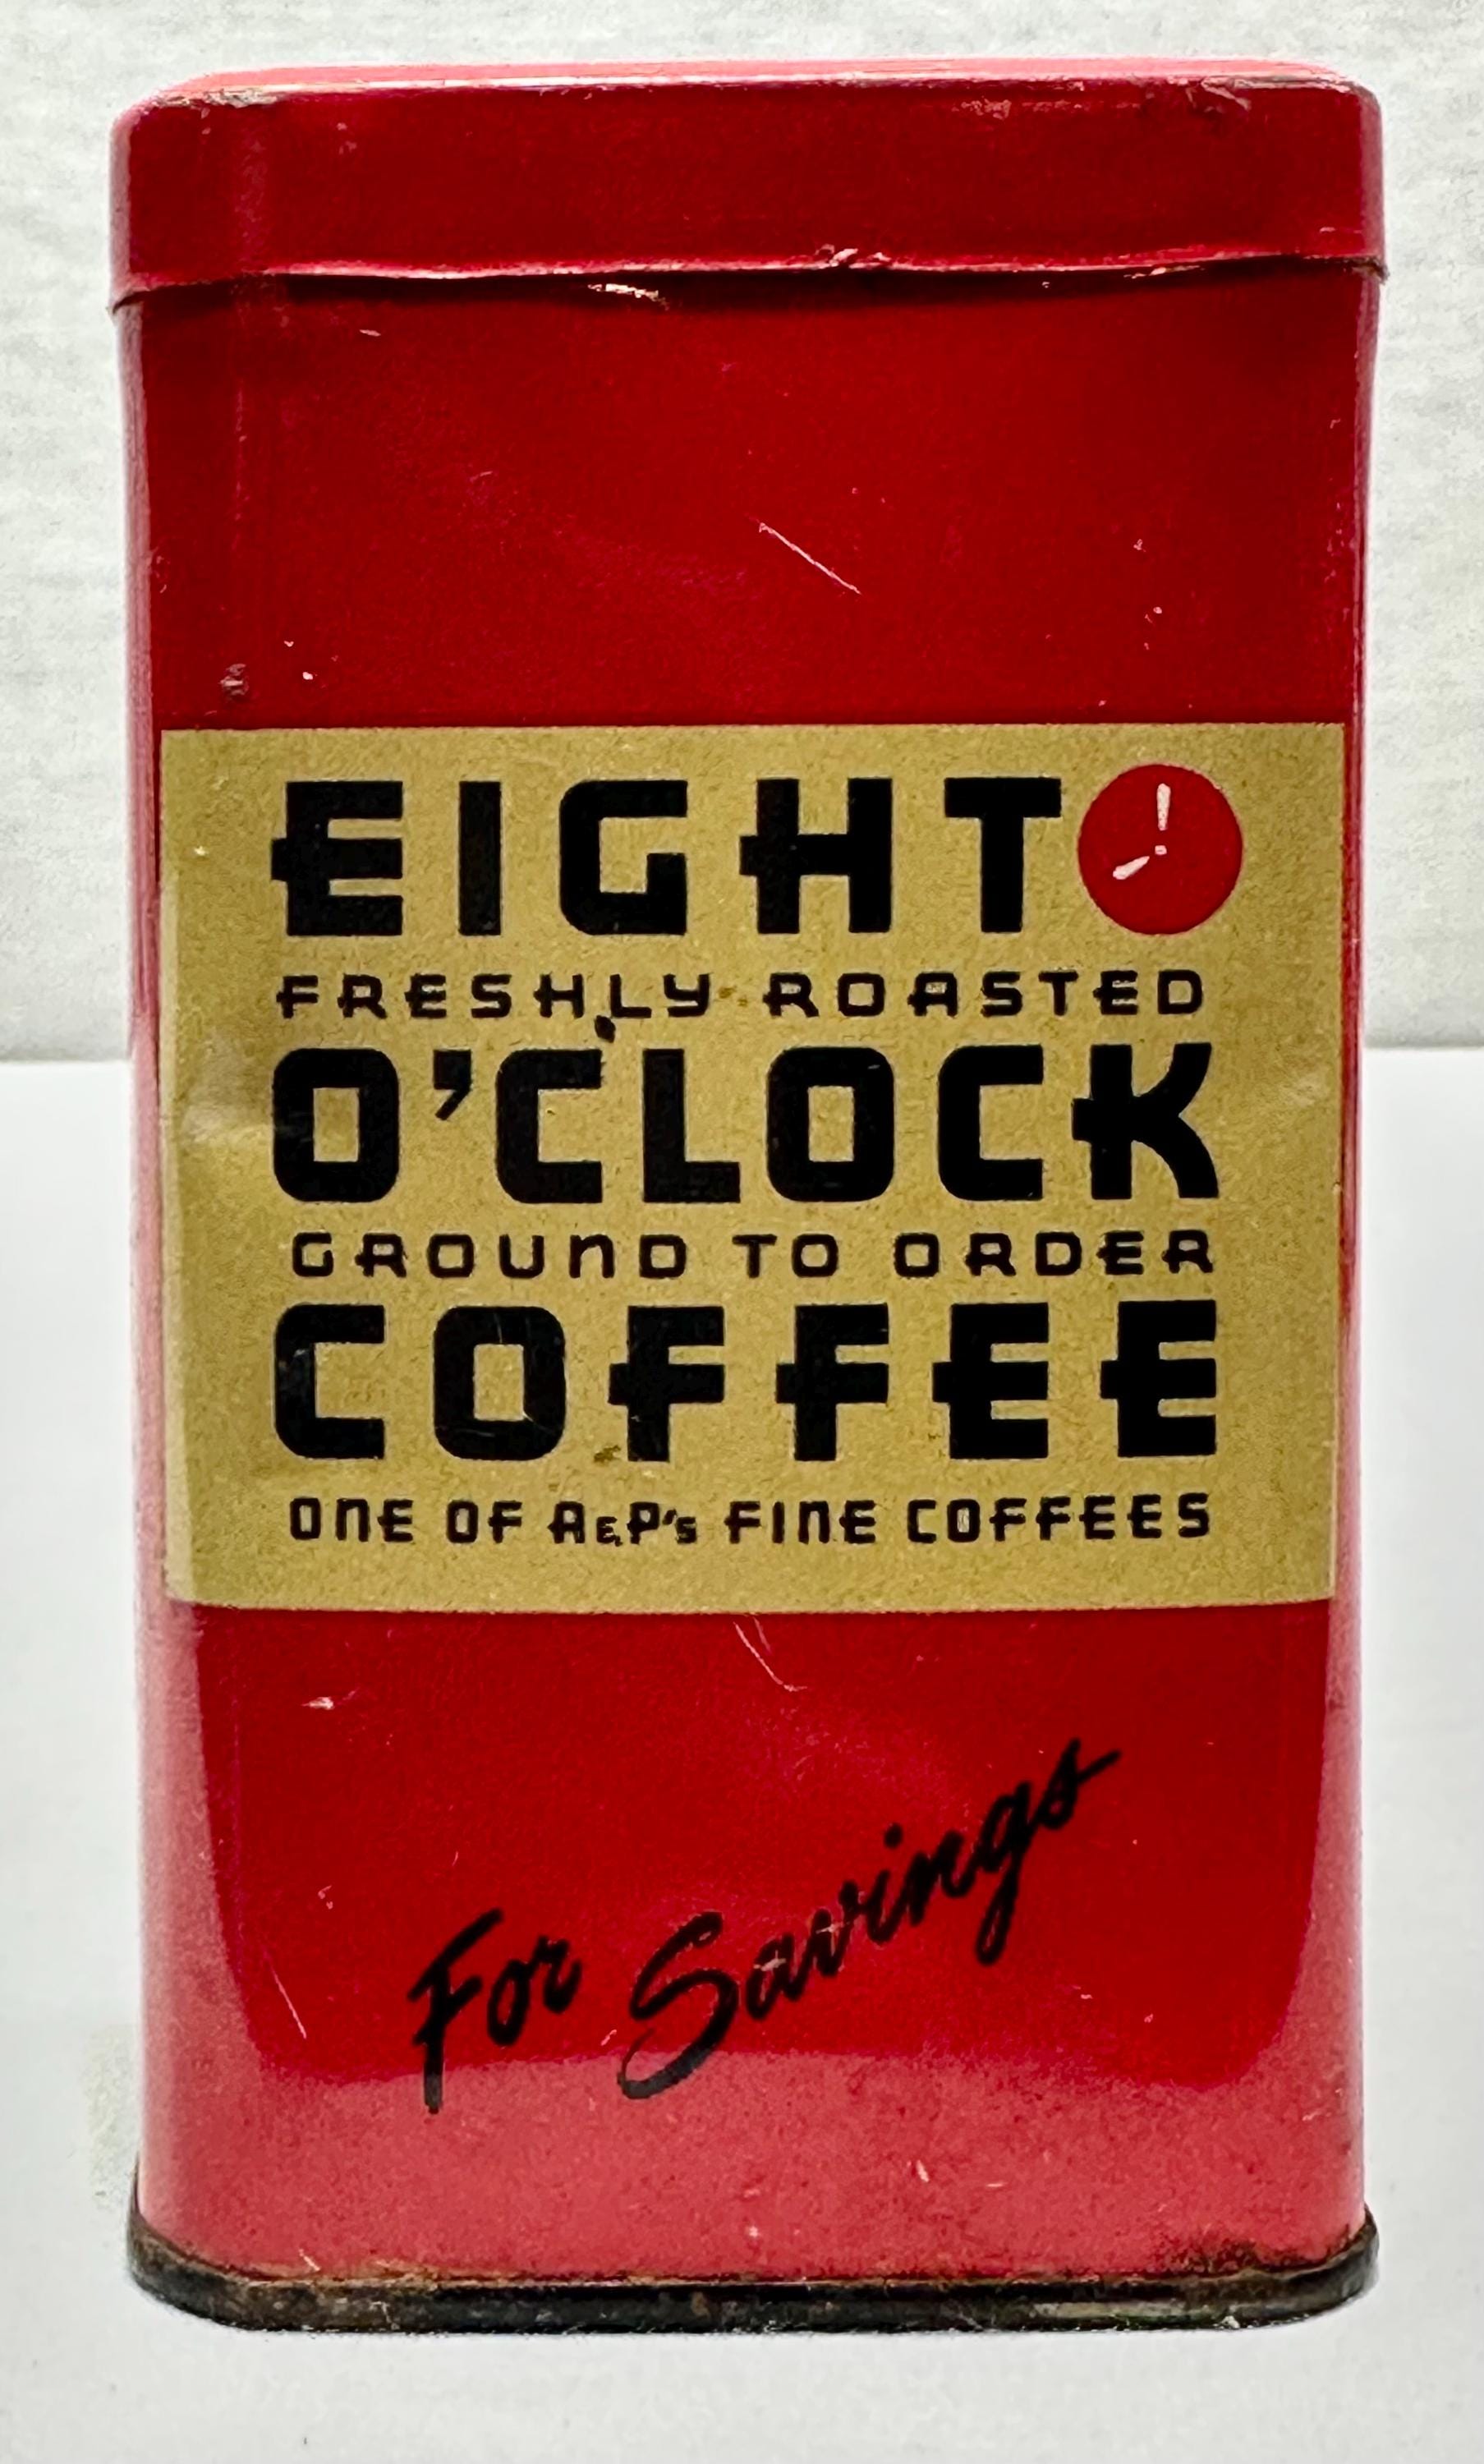 EIGHT
FRESHLY ROASTED
O'CLOCK
GROUND TO ORDER
COFFEE
ONE OF A&P's FINE COFFEES
For Savings